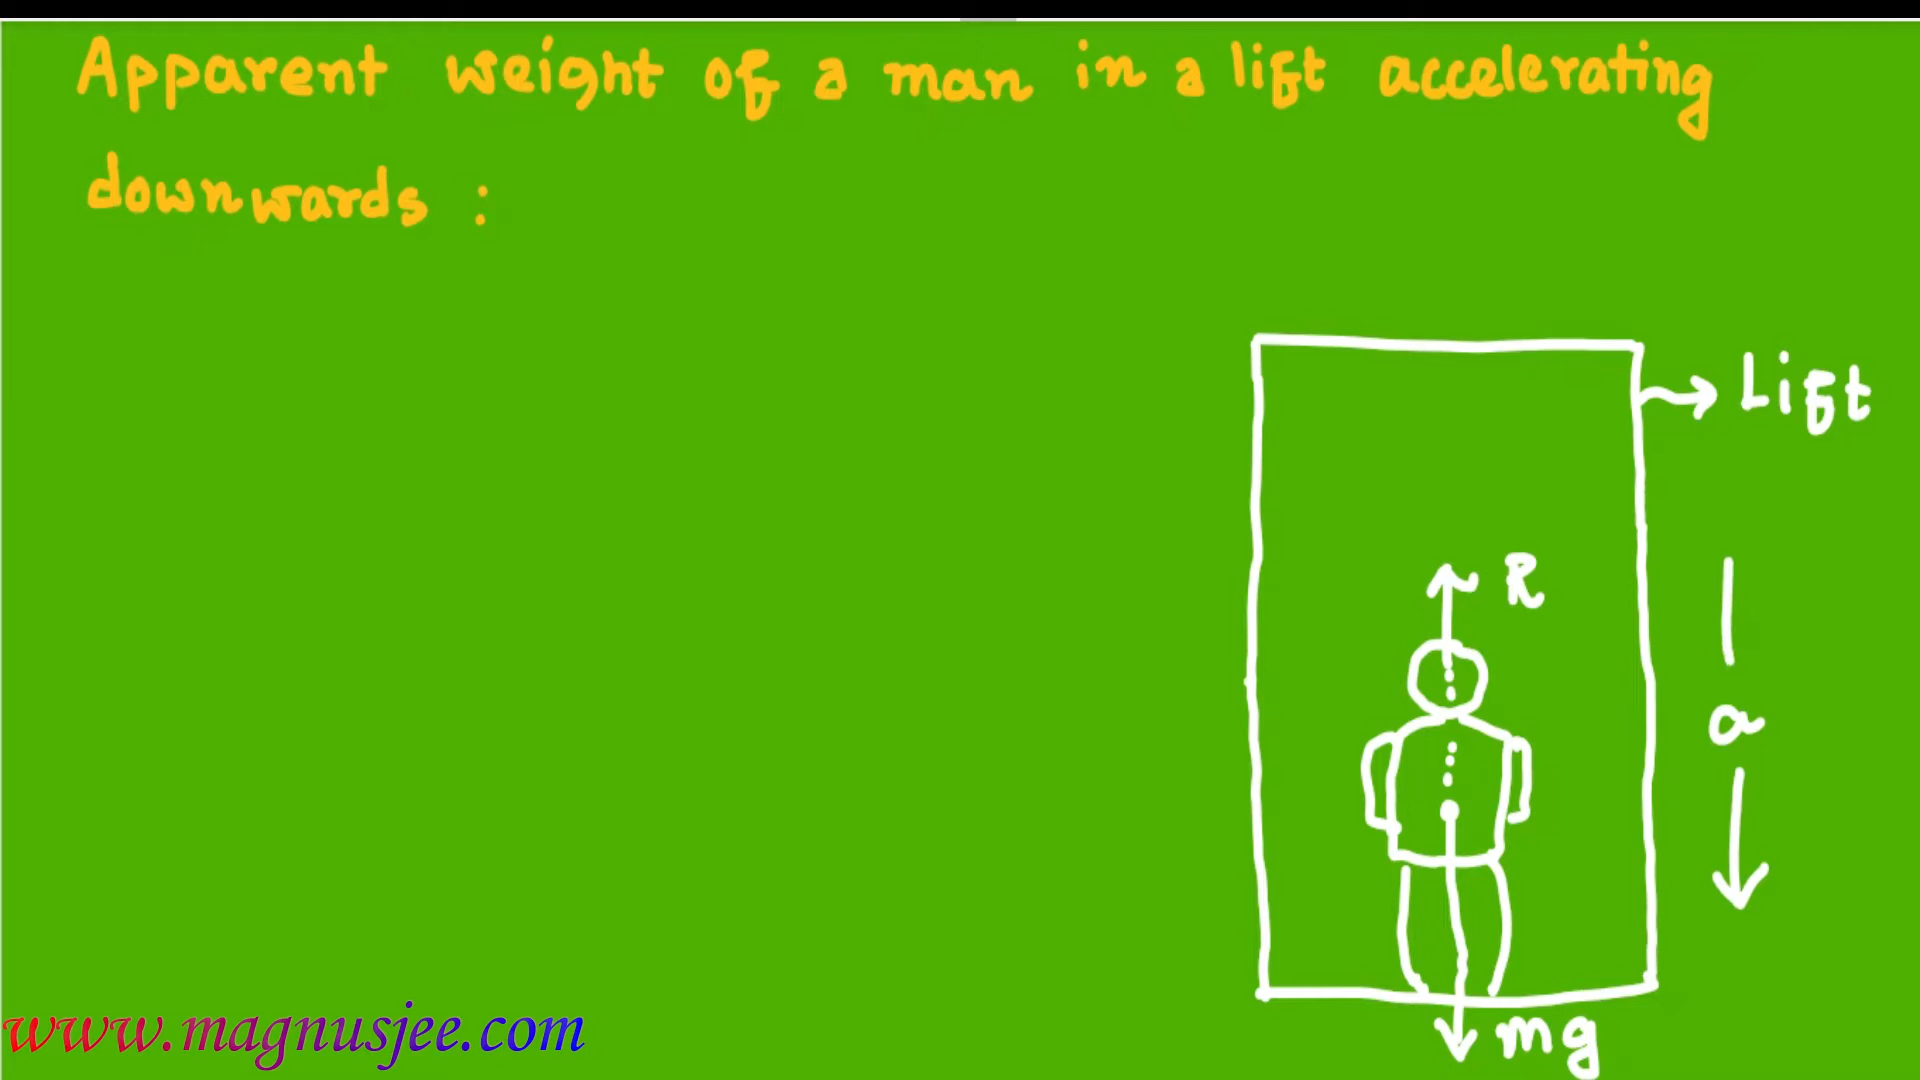 Apparent weight of a man in a lift accelerating
downwards :
Lift
R
a
mg
www.magnusjee.com